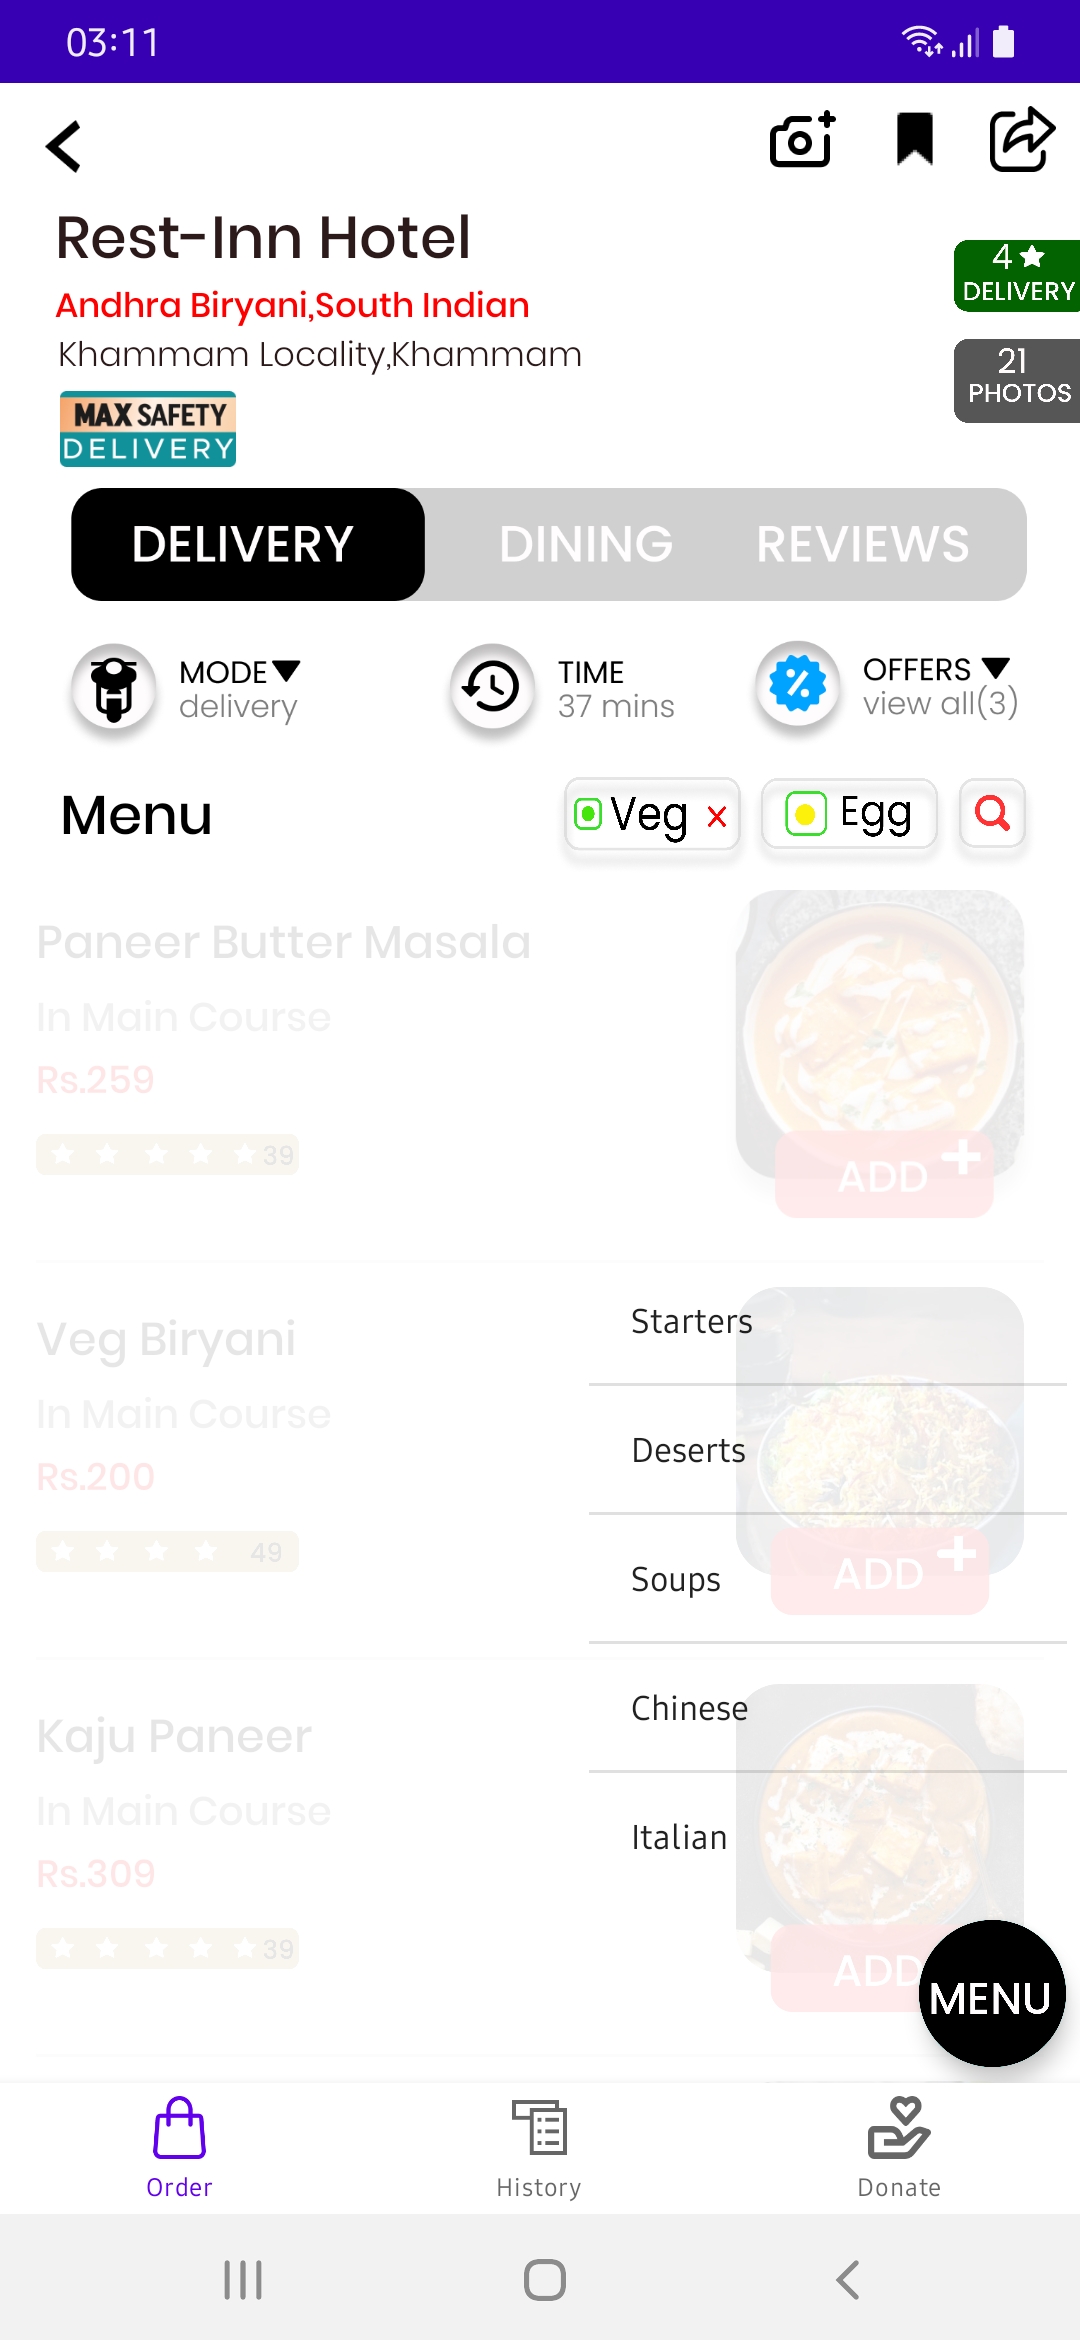 03:11
Rest-Inn Hotel
Andhra Biryani,South Indian
Khammam Locality,Khammam
4
DELIVERY
21
PHOTOS
MAX SAFETY
DELIVERY
DELIVERY DINING REVIEWS
MODE
delivery
TIME
37 mins
OFFERS
view all(3)
Menu
Veg x
Egg
Paneer Butter Masala
In Main Course
Rs.259
39
ADD
Veg Biryani
In Main Course
Rs.200
49
ADD
Kaju Paneer
In Main Course
Rs.309
39
ADD
Starters
Deserts
Soups
Chinese
Italian
MENU
Order
History
Donate